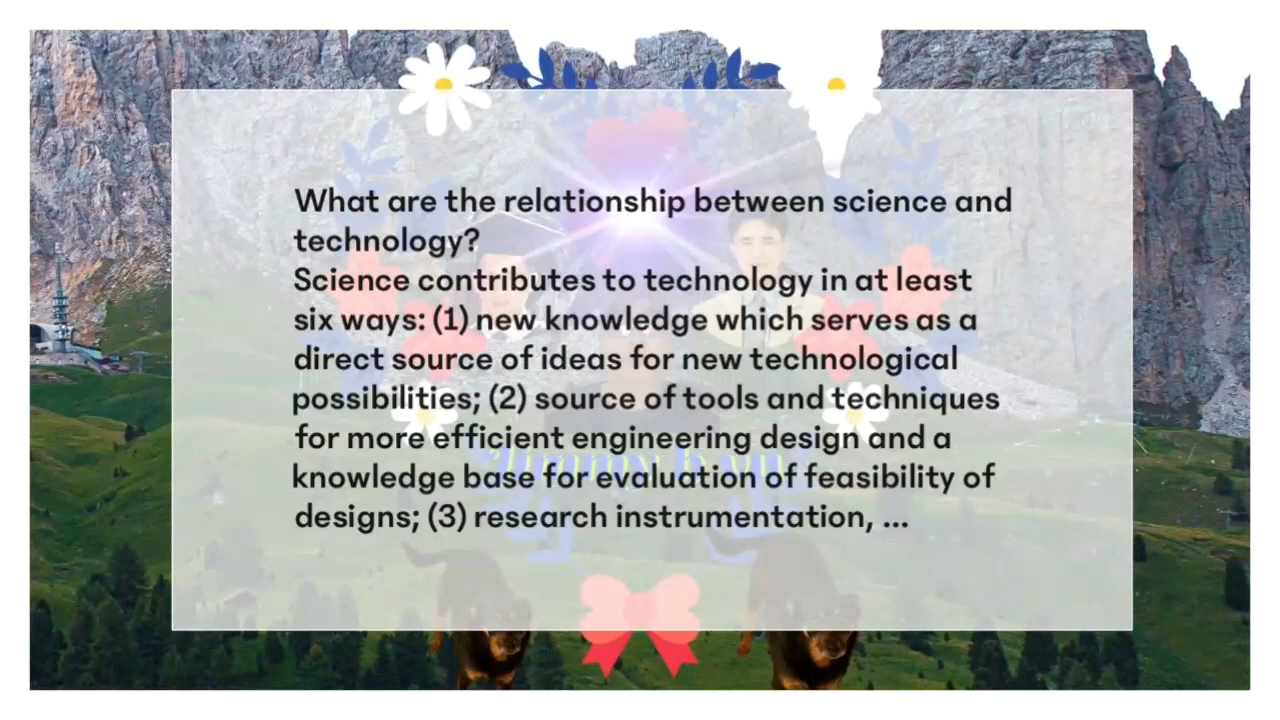 What are the relationship between science and
technology?
Science contributes to technology in at least
six ways: (1) new knowledge which serves as a
direct source of ideas for new technological
possibilities; (2) source of tools and techniques
for more efficient engineering design and a
knowledge base for evaluation of feasibility of
designs; (3) research instrumentation, ...